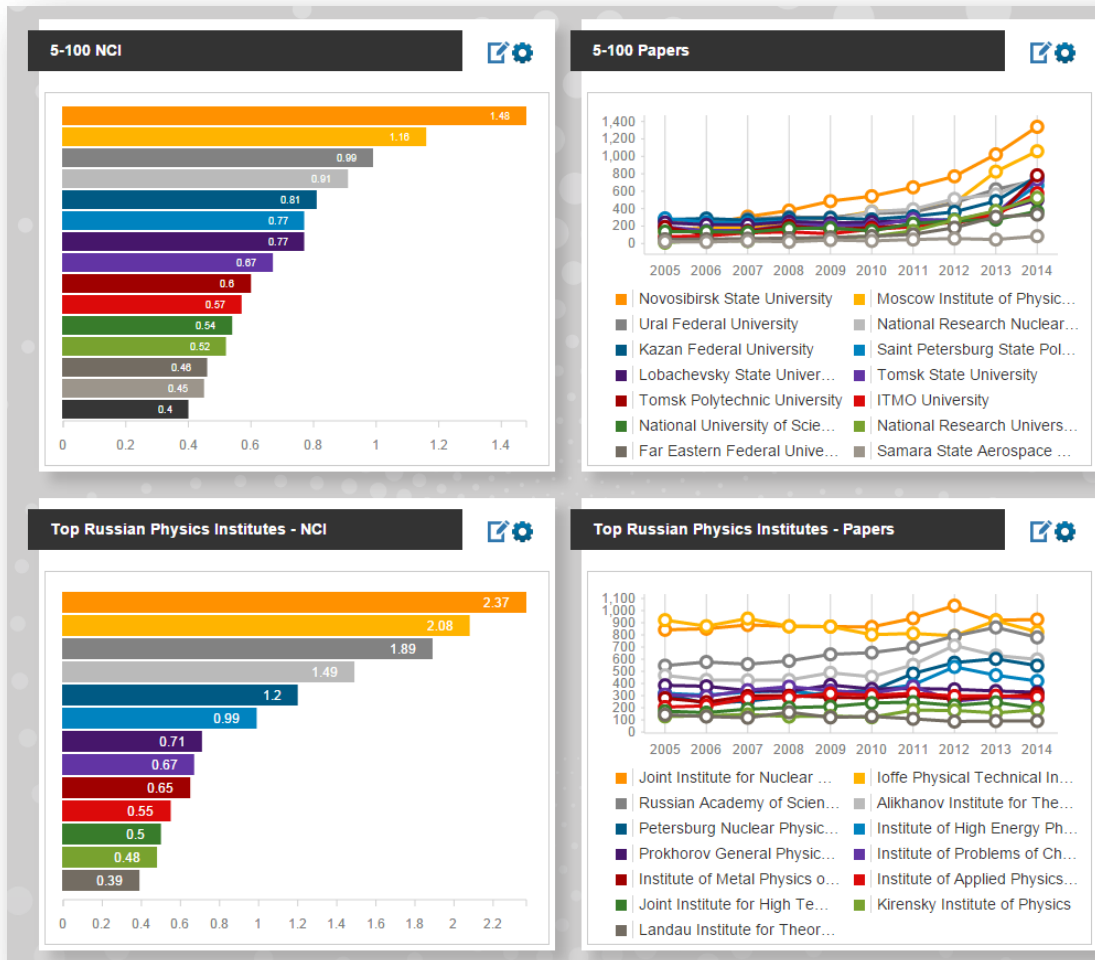 5-100 NCI
1.48
1.16
0.99
0.91
0.81
0.77
0.77
0.67
0.6
0.57
0.54
0.52
0.46
0.45
0.4
0 0.2 0.4 0.6 0.8 1 1.2 1.4
5-100 Papers
1,400
1,200
1,000
800
600
400
200
0
2005 2006 2007 2008 2009 2010 2011 2012 2013 2014
Novosibirsk State University Moscow Institute of Physic...
Ural Federal University National Research Nuclear...
Kazan Federal University Saint Petersburg State Pol...
Lobachevsky State Univer... Tomsk State University
Tomsk Polytechnic University ITMO University
National University of Scie... National Research Univers...
Far Eastern Federal Unive... Samara State Aerospace ...
Top Russian Physics Institutes - NCI
2.37
2.08
1.89
1.49
1.2
0.99
0.71
0.67
0.65
0.55
0.5
0.48
0.39
0 0.2 0.4 0.6 0.8 1 1.2 1.4 1.6 1.8 2 2.2
Top Russian Physics Institutes - Papers
1,100
1,000
900
800
700
600
500
400
300
200
100
0
2005 2006 2007 2008 2009 2010 2011 2012 2013 2014
Joint Institute for Nuclear ... Ioffe Physical Technical In...
Russian Academy of Scien... Alikhanov Institute for The...
Petersburg Nuclear Physic... Institute of High Energy Ph...
Prokhorov General Physic... Institute of Problems of Ch...
Institute of Metal Physics o... Institute of Applied Physics...
Joint Institute for High Te... Kirensky Institute of Physics
Landau Institute for Theor...